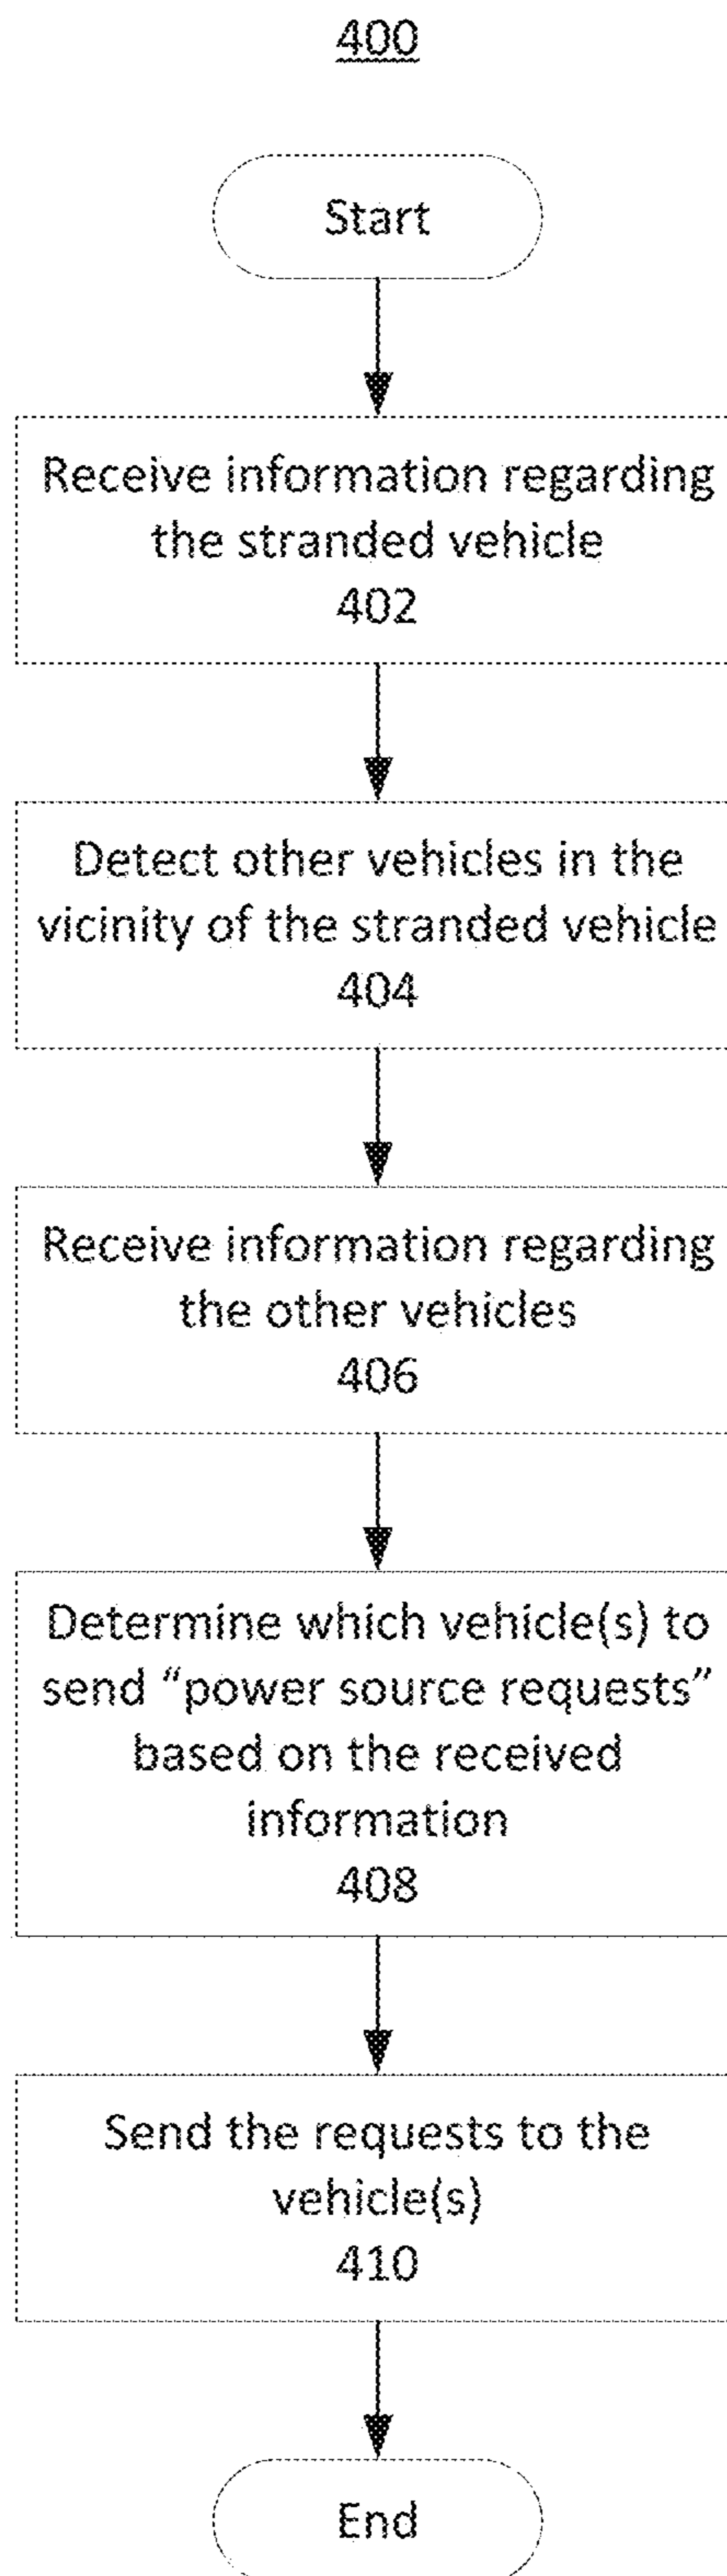 400
Start
Receive information regarding
the stranded vehicle
402
Detect other vehicles in the
vicinity of the stranded vehicle
404
Receive information regarding
the other vehicles
406
Determine which vehicle(s) to
send “power source requests”
based on the received
information
408
Send the requests to the
vehicle(s)
410
End